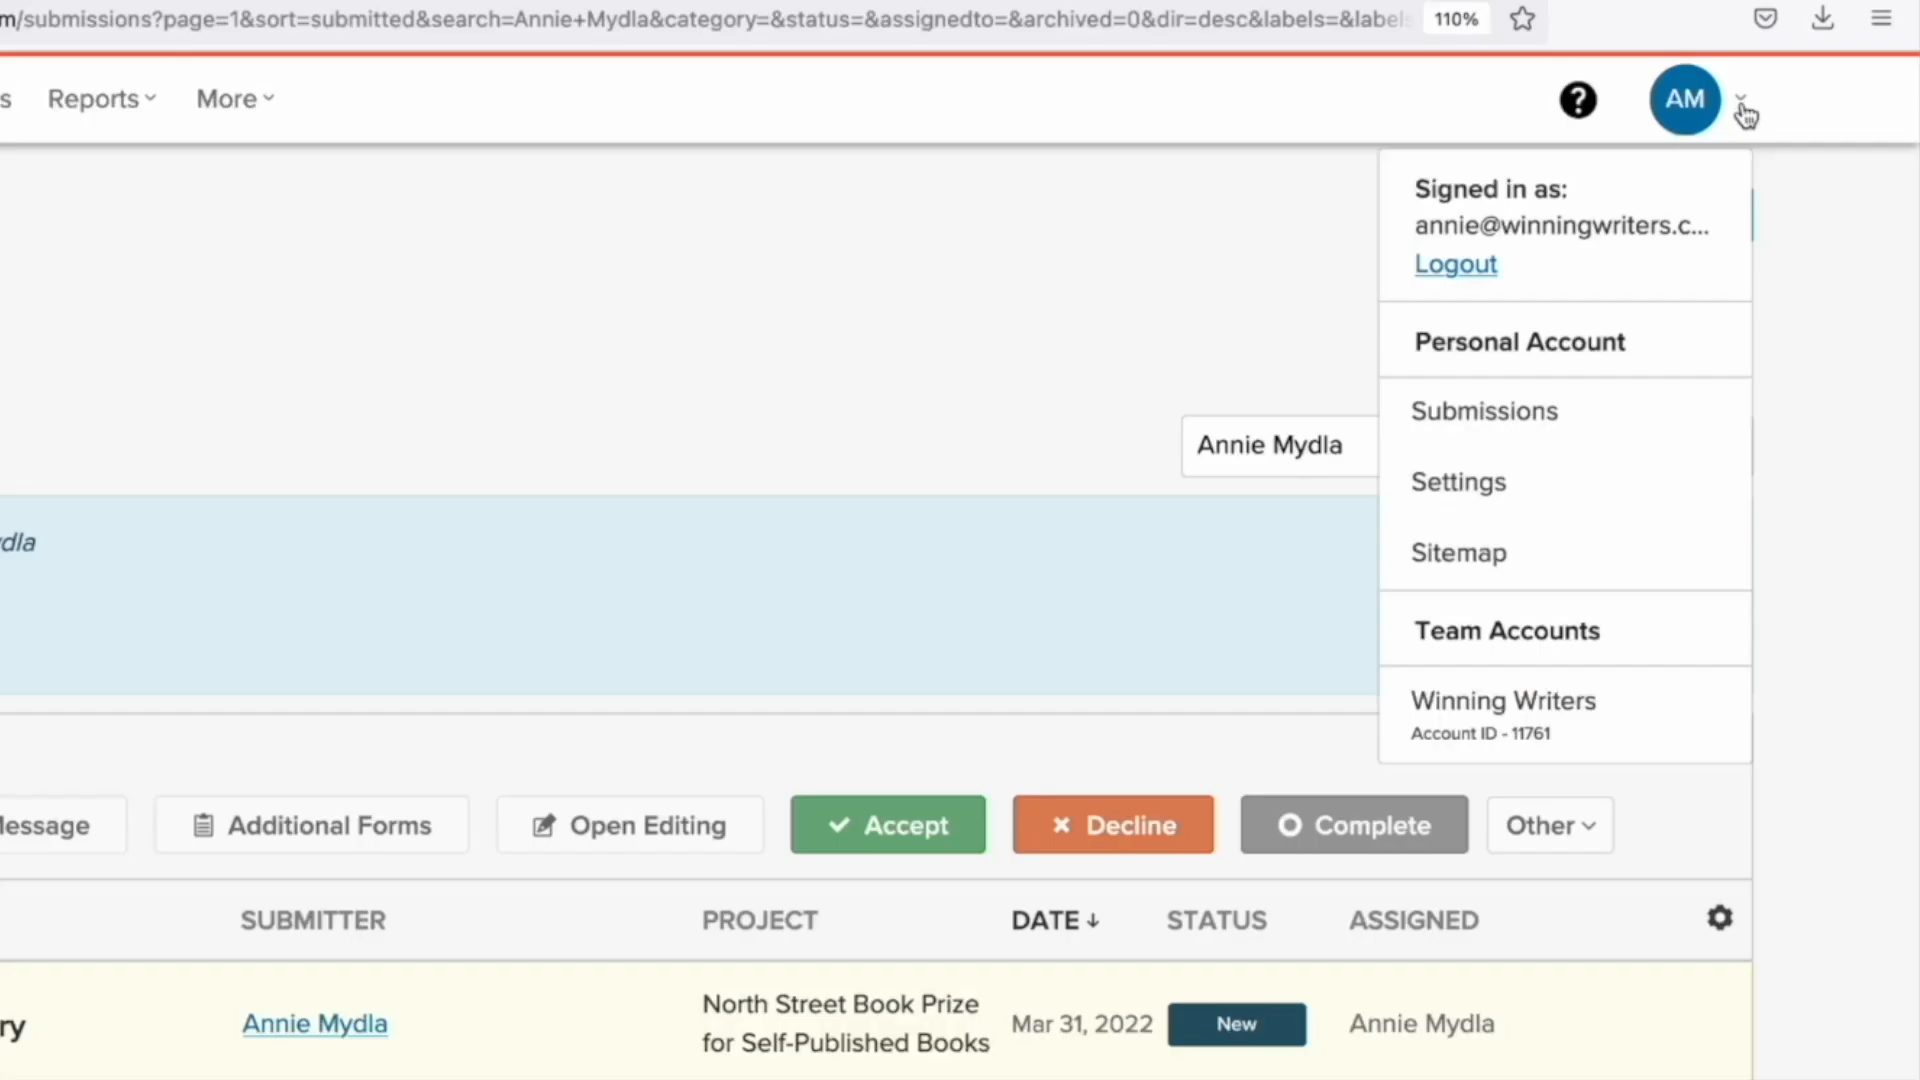 m/submissions?page=1&sort=submitted&search=Annie+Mydla&category=&status=&assignedto=&archived=0&dir=desc&labels=&label
110%
s Reports More
? AM
Signed in as:
annie@winningwriters.c...
Logout
Personal Account
Submissions
Annie Mydla
Settings
ydla
Sitemap
Team Accounts
Winning Writers
Account ID - 11761
Message Additional Forms Open Editing Accept Decline Complete Other
SUBMITTER PROJECT DATE STATUS ASSIGNED
ry Annie Mydla North Street Book Prize Mar 31, 2022 New Annie Mydla
for Self-Published Books